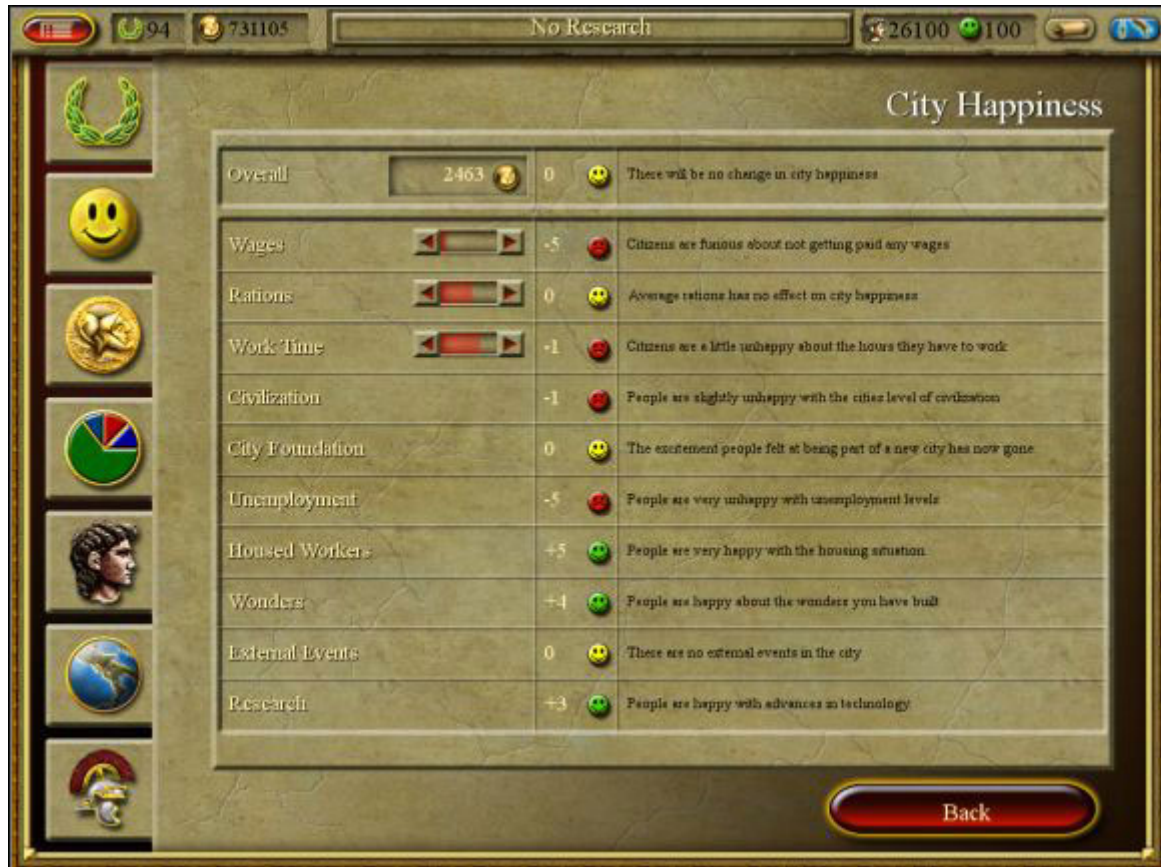 94 731105 No Research 26100 100
City Happiness
Overall 2463 0 There will be no change in city happiness
Wages -5 Citizens are furious about not getting paid any wages
Rations 0 Average rations has no effect on city happiness
Work Time -1 Citizens are a little unhappy about the hours they have to work
Civilization -1 People are slightly unhappy with the cities level of civilization
City Foundation 0 The excitement people felt at being part of a new city has now gone
Unemployment -5 People are very unhappy with unemployment levels
Housed Workers +5 People are very happy with the housing situation
Wonders +4 People are happy about the wonders you have built
External Events 0 There are no external events in the city
Research +3 People are happy with advances in technology
Back